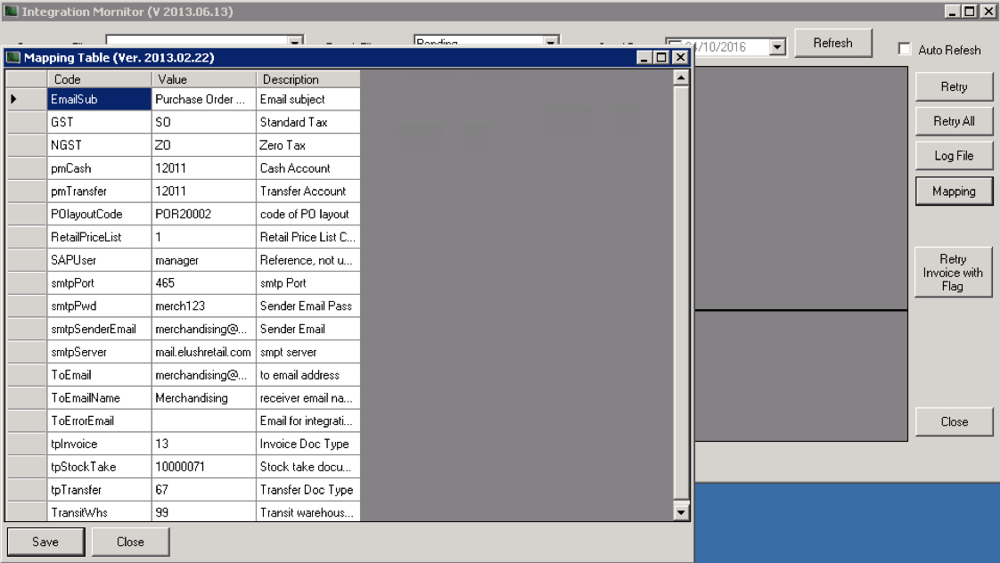 Integration Mornitor (V 2013.06.13)
Pending
/10/2016
Refresh
Auto Refesh
Mapping Table (Ver. 2013.02.22)
Code Value Description
EmailSub Purchase Order ... Email subject
GST SO Standard Tax
NGST ZO Zero Tax
pmCash 12011 Cash Account
pmTransfer 12011 Transfer Account
POlayoutCode POR20002 code of PO layout
RetailPriceList 1 Retail Price List C...
SAPUser manager Reference, not u...
smtpPort 465 smtp Port
smtpPwd merch123 Sender Email Pass
smtpSenderEmail merchandising@... Sender Email
smtpServer mail.elushretail.com smpt server
ToEmail merchandising@... to email address
ToEmailName Merchandising receiver email na...
ToErrorEmail Email for integrati...
tpInvoice 13 Invoice Doc Type
tpStockTake 10000071 Stock take docu...
tpTransfer 67 Transfer Doc Type
TransitWhs 99 Transit warehous...
Save Close
Retry
Retry All
Log File
Mapping
Retry
Invoice with
Flag
Close